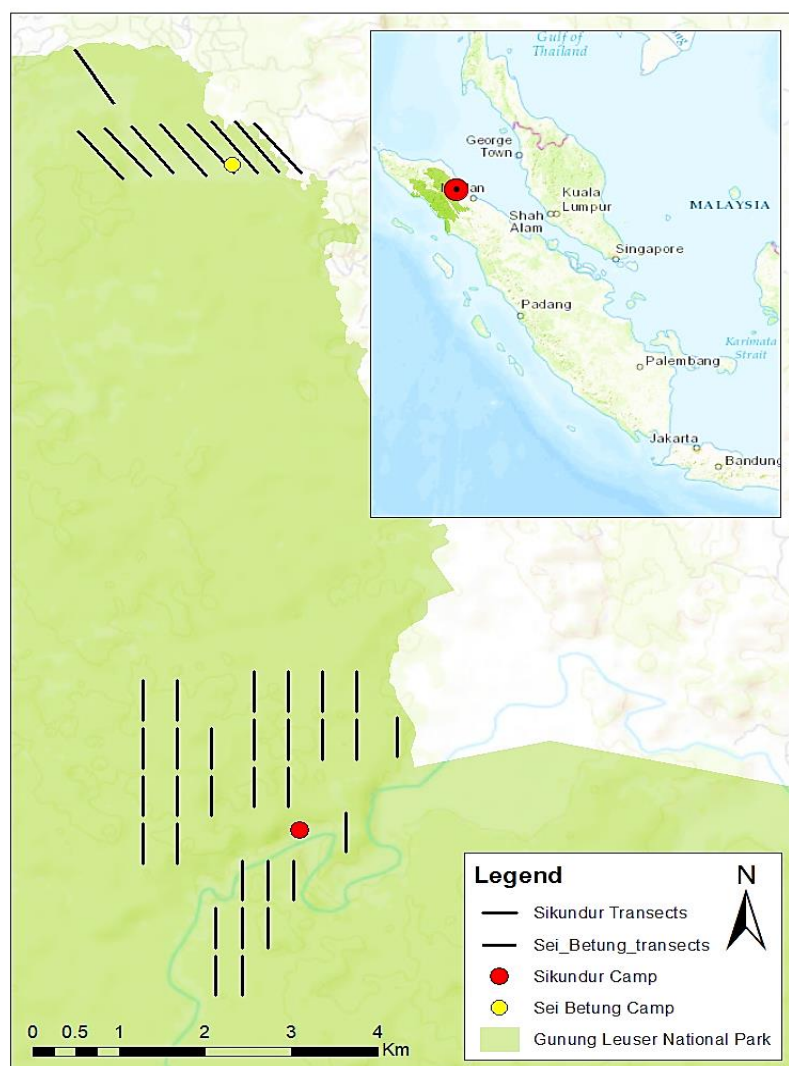 Gulf of
Thailand
George
Town
Kuala
Lumpur
Shah
Alam
MALAYSIA
Singapore
Padang
Karimata
Strait
Palembang
Jakarta
Bandung
Legend
N
Sikundur Transects
Sei_Betung_transects
Sikundur Camp
Sei Betung Camp
Gunung Leuser National Park
0 0.5 1 2 3 4
Km